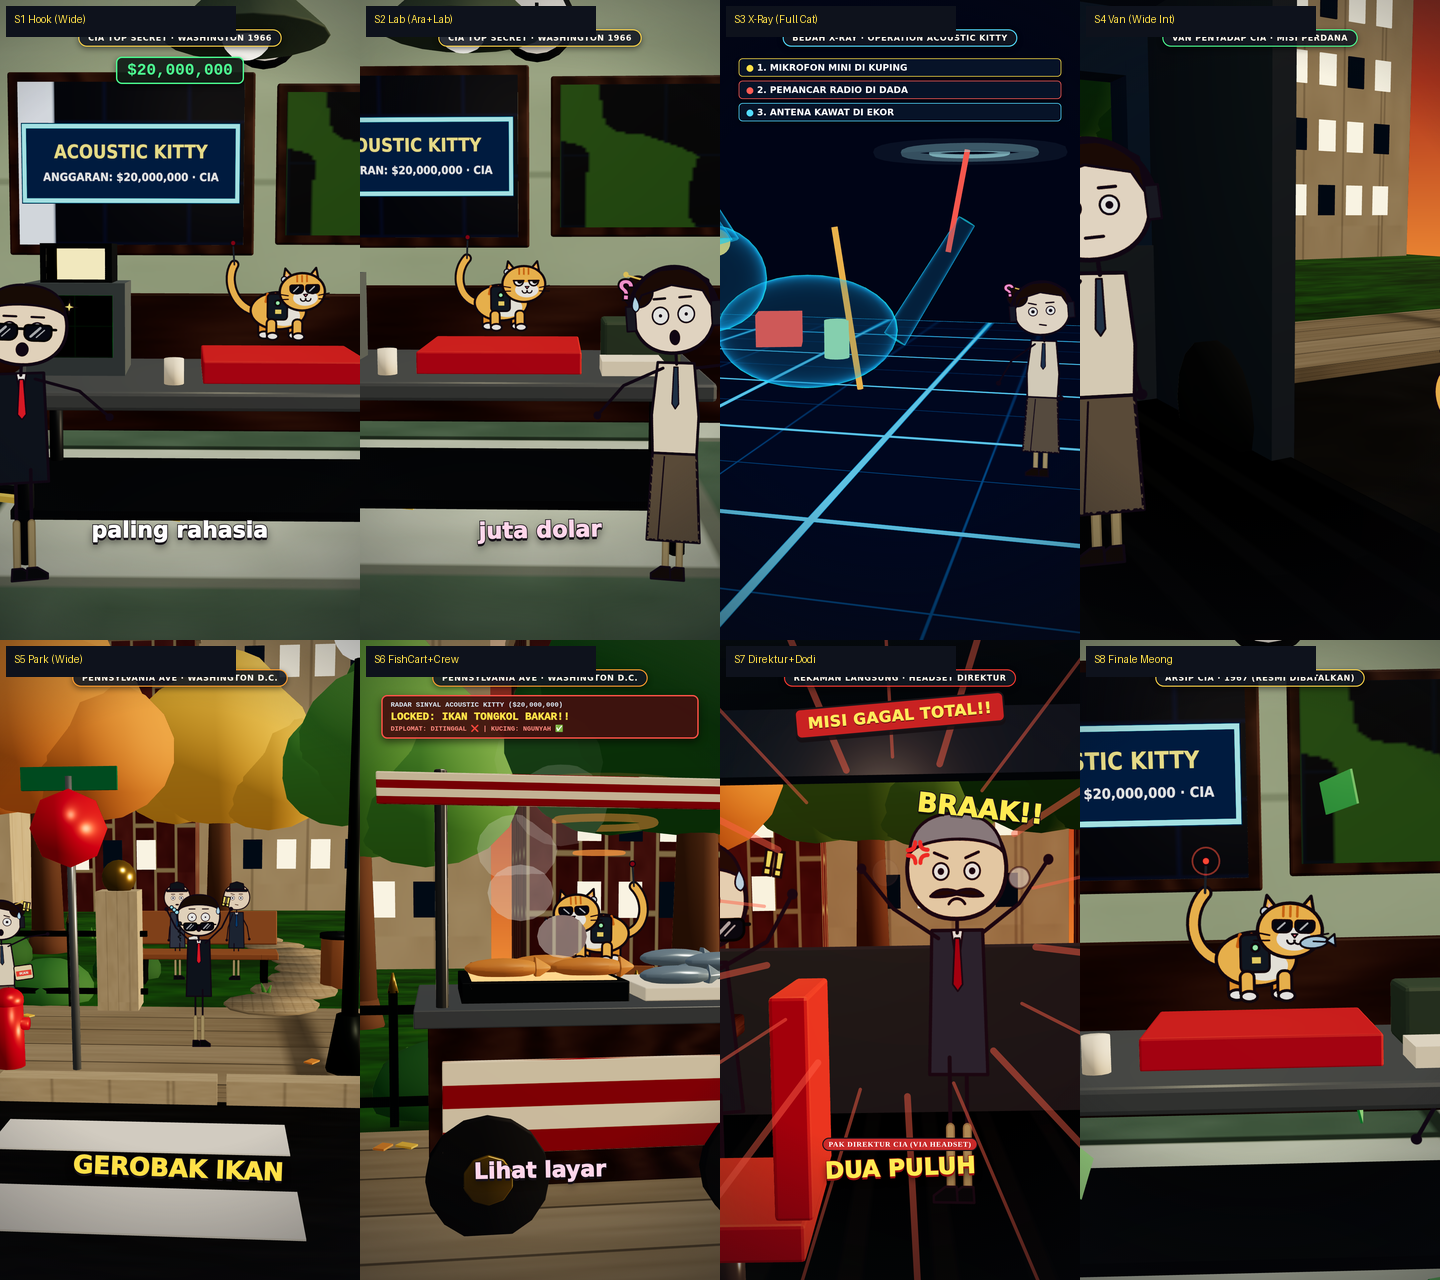 S1 Hook (Wide)
CIA TOP SECRET · WASHINGTON 1966
$20,000,000
ACOUSTIC KITTY
ANGGARAN: $20,000,000 · CIA
paling rahasia
S2 Lab (Ara+Lab)
CIA TOP SECRET · WASHINGTON 1966
OUSTIC KITTY
RAN: $20,000,000 · CIA
?
juta dolar
S3 X-Ray (Full Cat)
BEDAH X-RAY · OPERATION ACOUSTIC KITTY
1. MIKROFON MINI DI KUPING
2. PEMANCAR RADIO DI DADA
3. ANTENA KAWAT DI EKOR
?
S4 Van (Wide Int)
VAN PENYADAP CIA · MISI PERDANA
S5 Park (Wide)
PENNSYLVANIA AVE · WASHINGTON D.C.
GEROBAK IKAN
S6 FishCart+Crew
PENNSYLVANIA AVE · WASHINGTON D.C.
RADAR SINYAL ACOUSTIC KITTY ($20,000,000)
LOCKED: IKAN TONGKOL BAKAR!!
DIPLOMAT: DITINGGAL ❌ | KUCING: NGUNYAH ✅
Lihat layar
S7 Direktur+Dodi
REKAMAN LANGSUNG · HEADSET DIREKTUR
MISI GAGAL TOTAL!!
BRAAK!!
!!
PAK DIREKTUR CIA (VIA HEADSET)
DUA PULUH
S8 Finale Meong
ARSIP CIA · 1967 (RESMI DIBATALKAN)
STIC KITTY
$20,000,000 · CIA